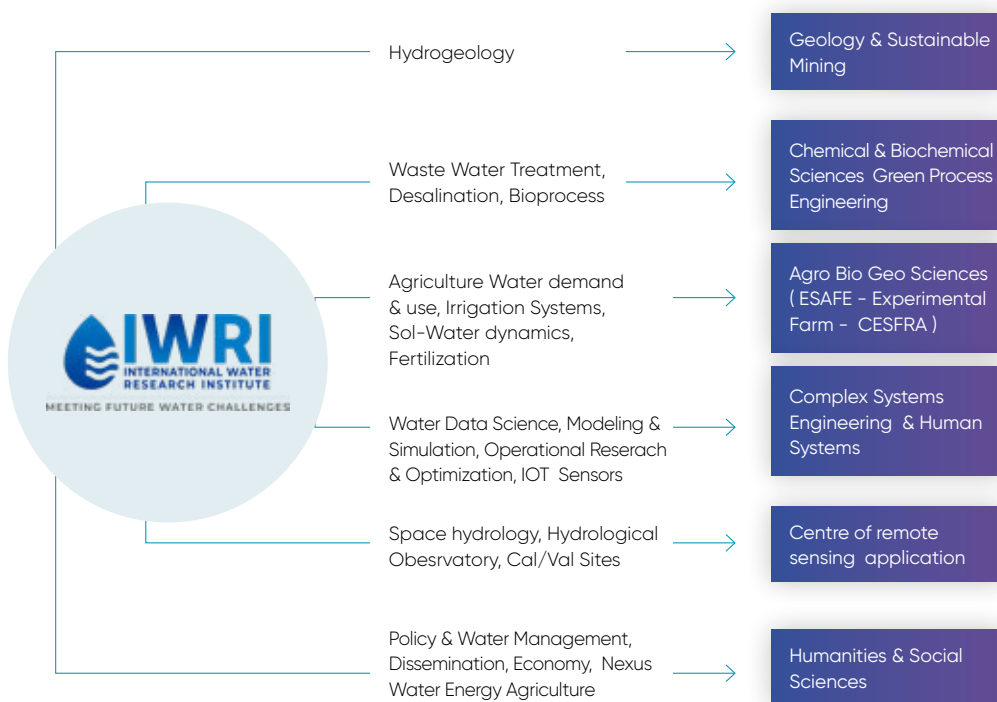 Hydrogeology
Geology & Sustainable
Mining
Waste Water Treatment,
Desalination, Bioprocess
Chemical & Biochemical
Sciences Green Process
Engineering
Agriculture Water demand
& use, Irrigation Systems,
Sol-Water dynamics,
Fertilization
Agro Bio Geo Sciences
( ESAFE - Experimental
Farm - CESFRA )
IWRI
INTERNATIONAL WATER
RESEARCH INSTITUTE
MEETING FUTURE WATER CHALLENGES
Water Data Science, Modeling &
Simulation, Operational Reserach
& Optimization, IOT Sensors
Complex Systems
Engineering & Human
Systems
Space hydrology, Hydrological
Obesrvatory, Cal/Val Sites
Centre of remote
sensing application
Policy & Water Management,
Dissemination, Economy, Nexus
Water Energy Agriculture
Humanities & Social
Sciences